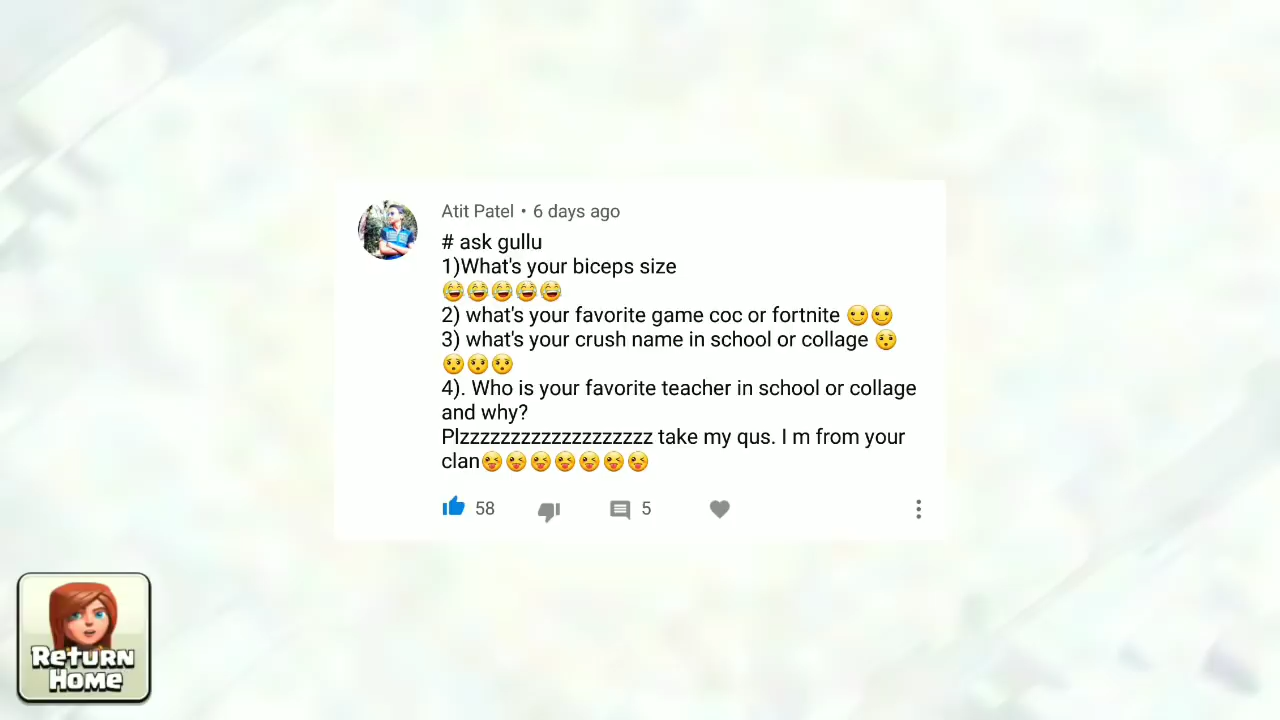 Atit Patel • 6 days ago
# ask gullu
1)What's your biceps size
😂😂😂😂😂
2) what's your favorite game coc or fortnite 🙂🙂
3) what's your crush name in school or collage 😯
😯😯😯
4). Who is your favorite teacher in school or collage
and why?
Plzzzzzzzzzzzzzzzzzzz take my qus. I m from your
clan😜😜😜😜😜😜😜
58 5
Return
Home